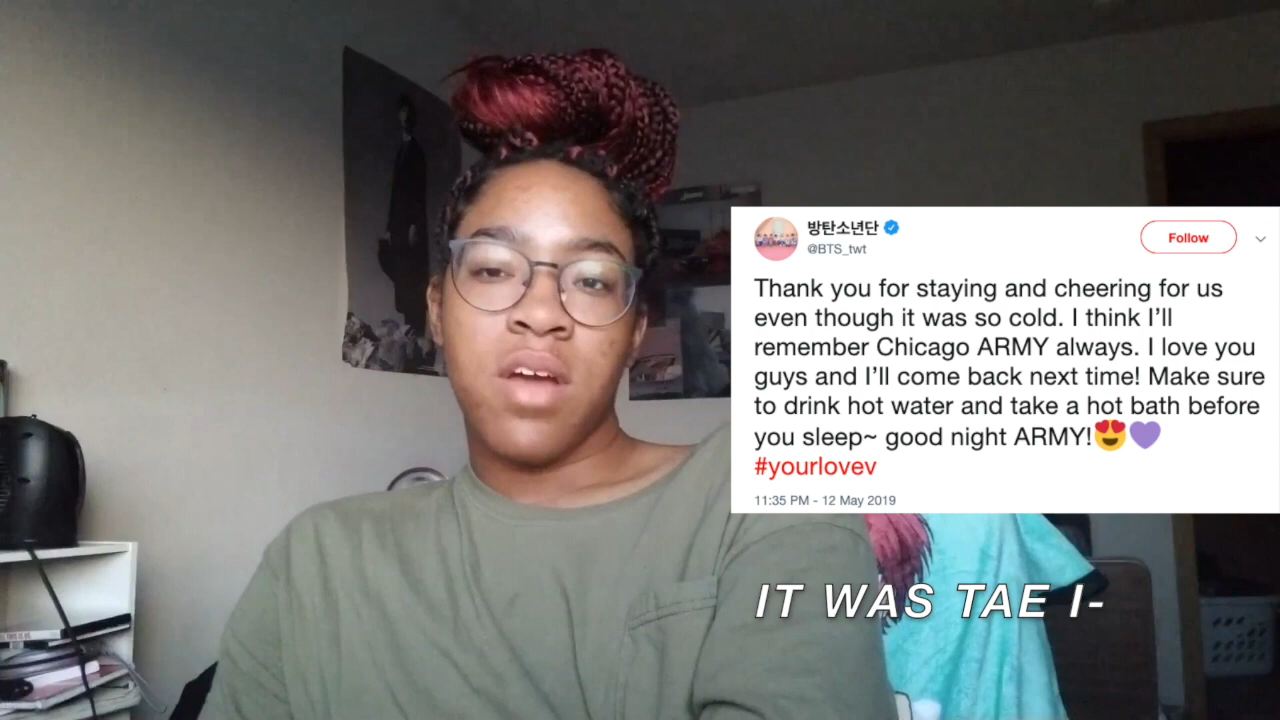 방탄소년단
@BTS_twt
Follow
Thank you for staying and cheering for us
even though it was so cold. I think I’ll
remember Chicago ARMY always. I love you
guys and I’ll come back next time! Make sure
to drink hot water and take a hot bath before
you sleep~ good night ARMY!😍💜
#yourlovev
11:35 PM - 12 May 2019
IT WAS TAE I-